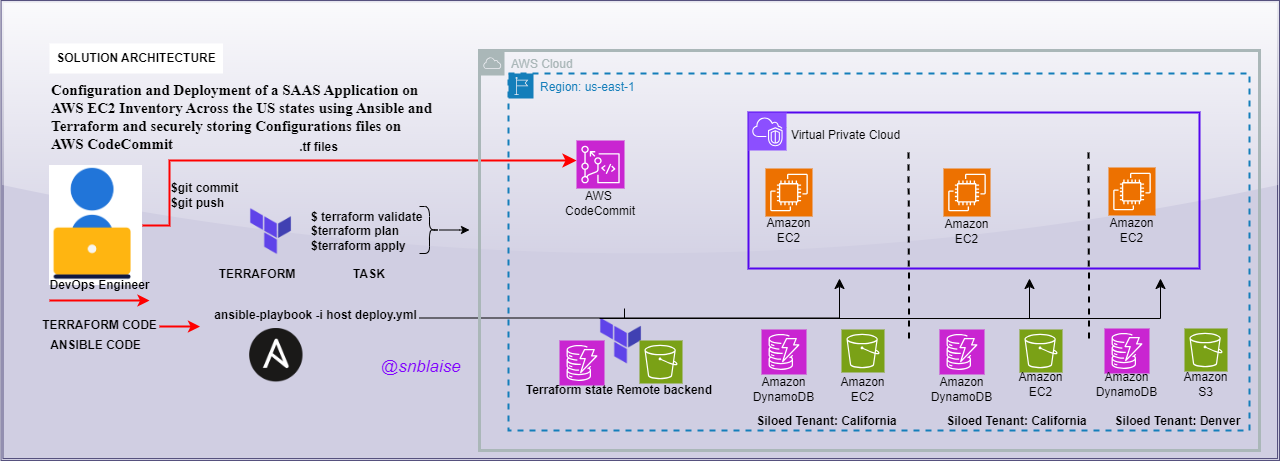 SOLUTION ARCHITECTURE
Configuration and Deployment of a SAAS Application on
AWS EC2 Inventory Across the US states using Ansible and
Terraform and securely storing Configurations files on
AWS CodeCommit
.tf files
$git commit
$git push
DevOps Engineer
TERRAFORM
$ terraform validate
$terraform plan
$terraform apply
TASK
TERRAFORM CODE
ANSIBLE CODE
ansible-playbook -i host deploy.yml
A
@snblaise
AWS Cloud
Region: us-east-1
AWS
CodeCommit
Virtual Private Cloud
Amazon
EC2
Amazon
EC2
Amazon
EC2
Terraform state Remote backend
Amazon
DynamoDB
Amazon
EC2
Siloed Tenant: California
Amazon
DynamoDB
Amazon
EC2
Siloed Tenant: California
Amazon
DynamoDB
Amazon
S3
Siloed Tenant: Denver